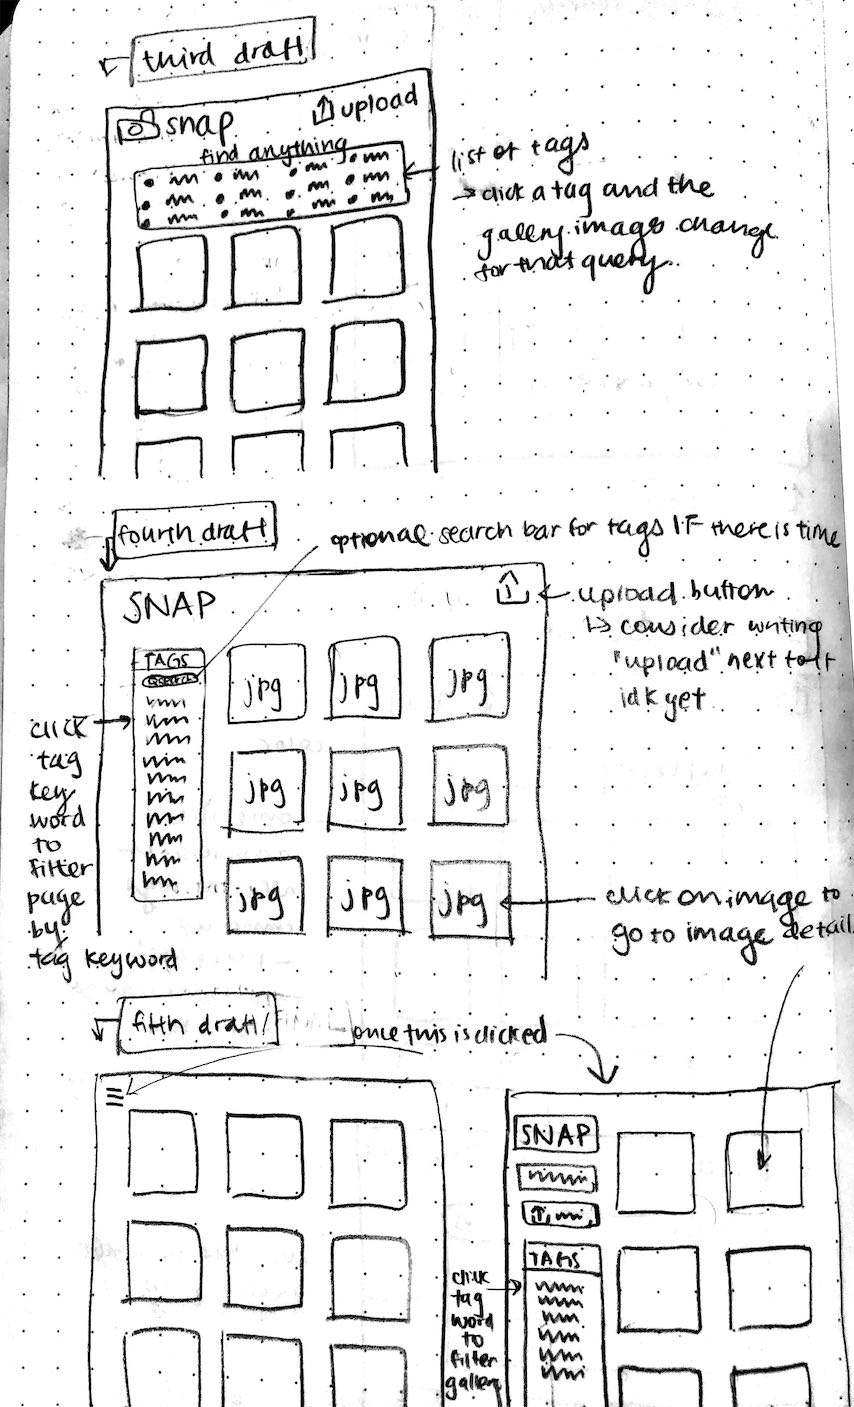 third draft
snap
upload
find anything
list of tags
→ click a tag and the
gallery image change
for that query.
fourth draft
optional search bar for tags IF there is time
SNAP
upload button
↳ consider writing
"upload" next to it
idk yet
TAGS
search
jpg jpg jpg
jpg jpg jpg
jpg jpg jpg
click
tag
key
word
to
filter
page
by
tag keyword
click on image to
go to image detail
fifth draft/
once this is clicked
SNAP
TAGS
click
tag
word
to
filter
gallery